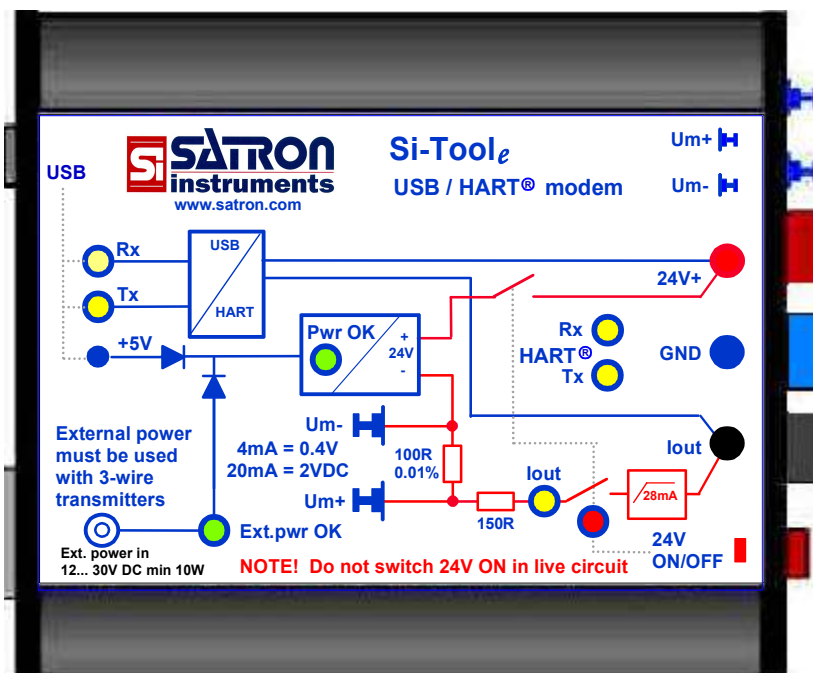 Si SATRON
instruments
www.satron.com
Si-Tool e
USB / HART® modem
Um+
Um-
USB
Rx
Tx
+5V
USB
HART
24V+
Pwr OK
+
24V
-
Rx
HART®
Tx
GND
External power
must be used
with 3-wire
transmitters
Um-
4mA = 0.4V
20mA = 2VDC
Um+
100R
0.01%
150R
Iout
28mA
Iout
Ext.pwr OK
24V
ON/OFF
Ext. power in
12... 30V DC min 10W
NOTE! Do not switch 24V ON in live circuit